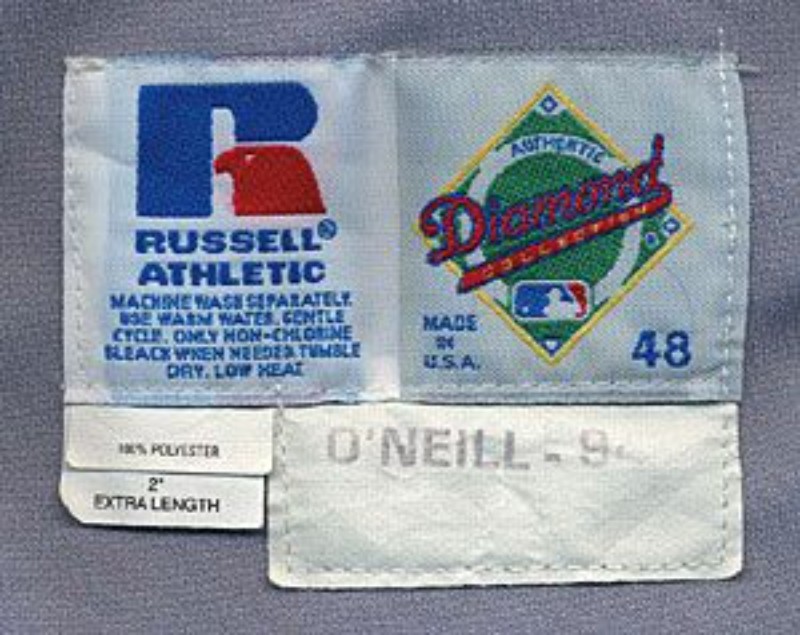 RUSSELL®
ATHLETIC
MACHINE WASH SEPARATELY.
USE WARM WATER. GENTLE
CYCLE. ONLY NON-CHLORINE
BLEACH WHEN NEEDED TUMBLE
DRY. LOW HEAT
AUTHENTIC
Diamond
COLLECTION
MADE
IN
U.S.A.
48
100% POLYESTER
2"
EXTRA LENGTH
O'NEILL - 9